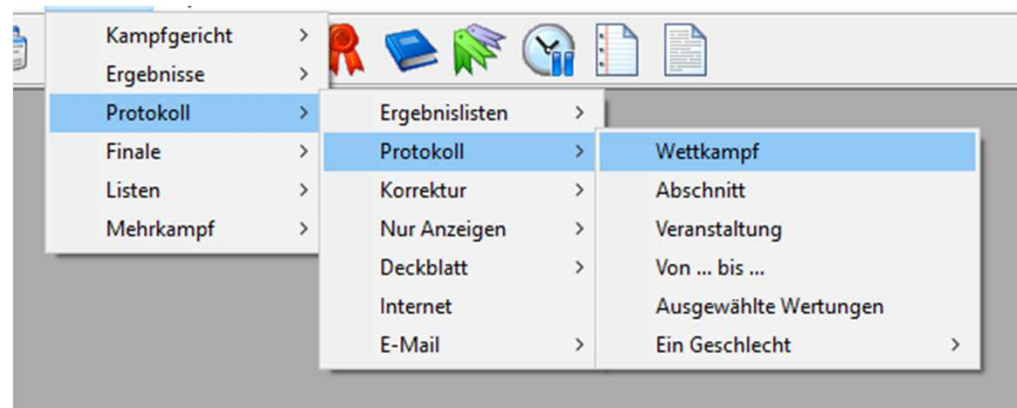 Kampfgericht
Ergebnisse
Protokoll
Finale
Listen
Mehrkampf
Ergebnislisten
Protokoll
Korrektur
Nur Anzeigen
Deckblatt
Internet
E-Mail
Wettkampf
Abschnitt
Veranstaltung
Von ... bis ...
Ausgewählte Wertungen
Ein Geschlecht